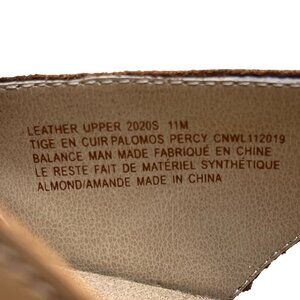 LEATHER UPPER 2020S 11M
TIGE EN CUIR PALOMOS PERCY CNWL112019
BALANCE MAN MADE FABRIQUÉ EN CHINE
LE RESTE FAIT DE MATÉRIEL SYNTHÉTIQUE
ALMOND/AMANDE MADE IN CHINA